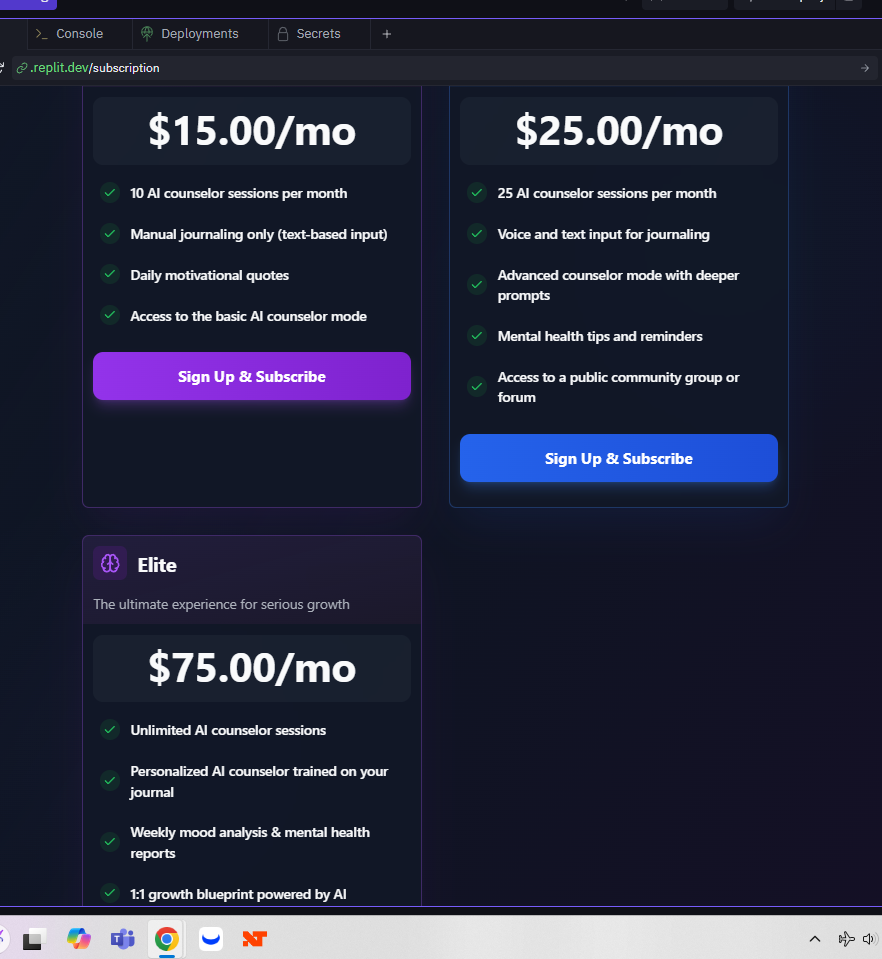 Console
Deployments
Secrets
.replit.dev/subscription
$15.00/mo
10 AI counselor sessions per month
Manual journaling only (text-based input)
Daily motivational quotes
Access to the basic AI counselor mode
Sign Up & Subscribe
$25.00/mo
25 AI counselor sessions per month
Voice and text input for journaling
Advanced counselor mode with deeper
prompts
Mental health tips and reminders
Access to a public community group or
forum
Sign Up & Subscribe
Elite
The ultimate experience for serious growth
$75.00/mo
Unlimited AI counselor sessions
Personalized AI counselor trained on your
journal
Weekly mood analysis & mental health
reports
1:1 growth blueprint powered by AI